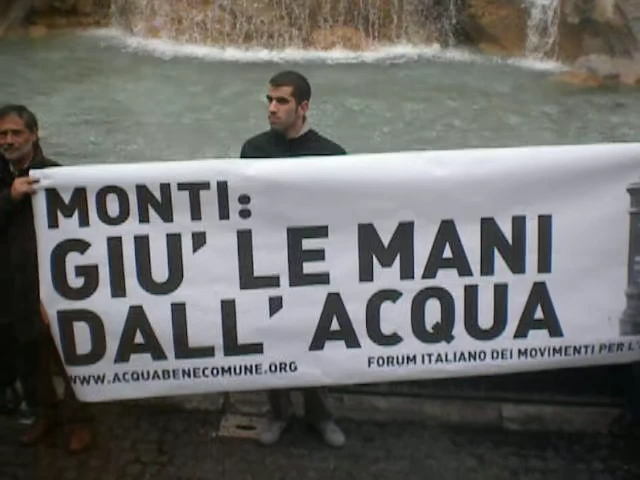 MONTI:
GIU' LE MANI
DALL' ACQUA
WWW.ACQUABENECOMUNE.ORG
FORUM ITALIANO DEI MOVIMENTI PER L'